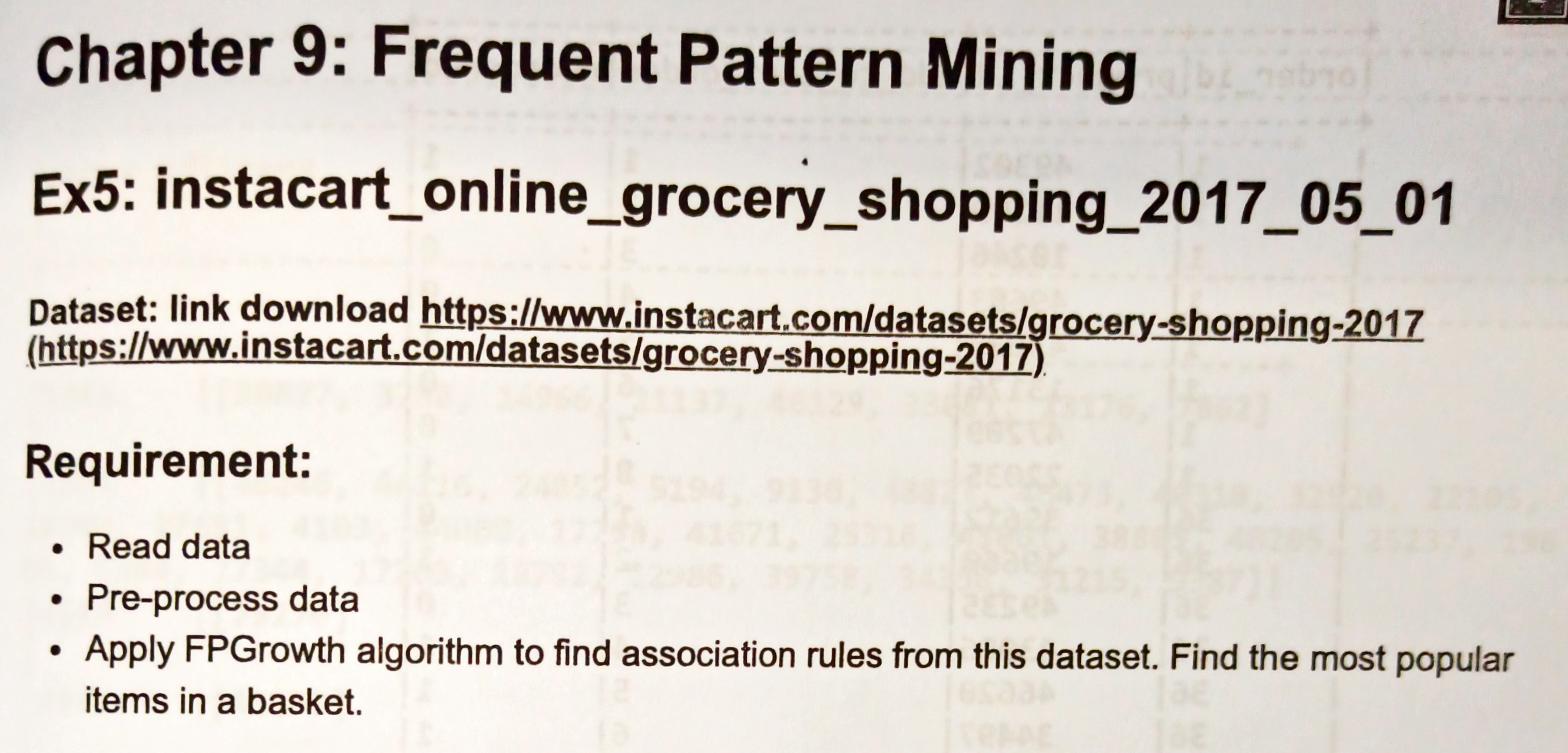 Chapter 9: Frequent Pattern Mining
Ex5: instacart_online_grocery_shopping_2017_05_01
Dataset: link download https://www.instacart.com/datasets/grocery-shopping-2017
(https://www.instacart.com/datasets/grocery-shopping-2017)
Requirement:
• Read data
• Pre-process data
• Apply FPGrowth algorithm to find association rules from this dataset. Find the most popular
items in a basket.